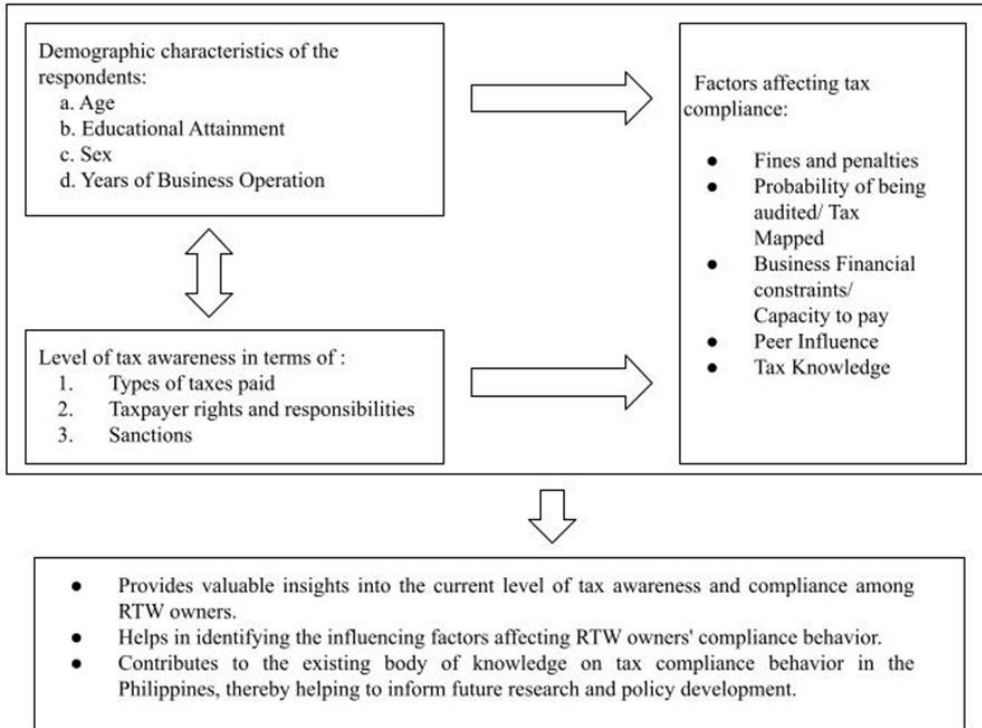 Demographic characteristics of the
respondents:
a. Age
b. Educational Attainment
c. Sex
d. Years of Business Operation
Level of tax awareness in terms of :
1. Types of taxes paid
2. Taxpayer rights and responsibilities
3. Sanctions
Factors affecting tax
compliance:
● Fines and penalties
● Probability of being
audited/ Tax
Mapped
● Business Financial
constraints/
Capacity to pay
● Peer Influence
● Tax Knowledge
● Provides valuable insights into the current level of tax awareness and compliance among
RTW owners.
● Helps in identifying the influencing factors affecting RTW owners' compliance behavior.
● Contributes to the existing body of knowledge on tax compliance behavior in the
Philippines, thereby helping to inform future research and policy development.